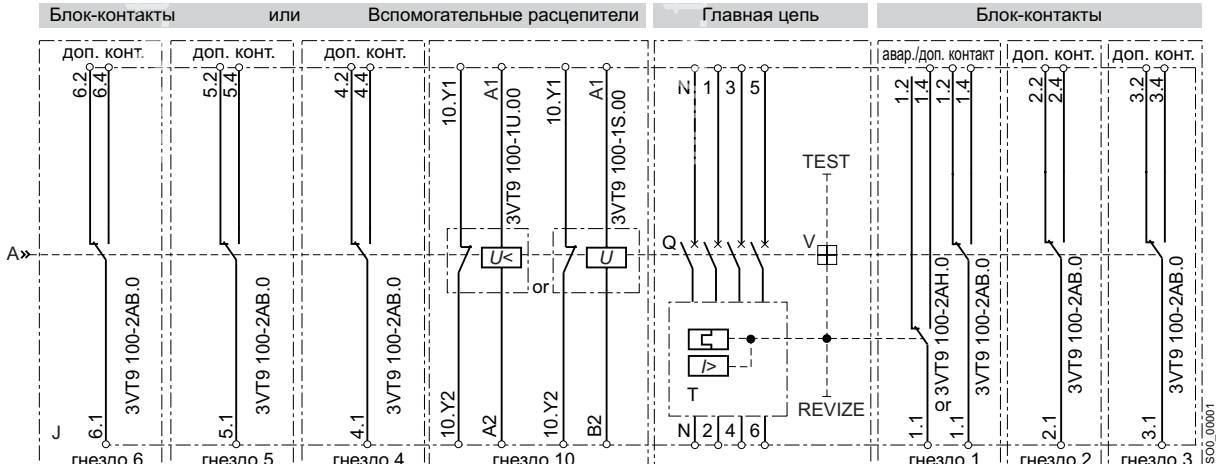 Блок-контакты или Вспомогательные расцепители Главная цепь Блок-контакты
доп. конт. доп. конт. доп. конт. авар./доп. контакт доп. конт. доп. конт.
6.2 6.4 5.2 5.4 4.2 4.4 10.Y1 A1 10.Y1 A1 N 1 3 5 1.2 1.4 1.2 1.4 2.2 2.4 3.2 3.4
3VT9 100-1U.00 3VT9 100-1S.00
TEST
A» U< U Q V
or
3VT9 100-2AB.0 3VT9 100-2AB.0 3VT9 100-2AB.0 3VT9 100-2AH.0 3VT9 100-2AB.0 3VT9 100-2AB.0 3VT9 100-2AB.0
I>
T
REVIZE or
J 6.1 5.1 4.1 10.Y2 A2 10.Y2 B2 N 2 4 6 1.1 1.1 2.1 3.1
гнездо 6 гнездо 5 гнездо 4 гнездо 10 гнездо 1 гнездо 2 гнездо 3
SO0_00001